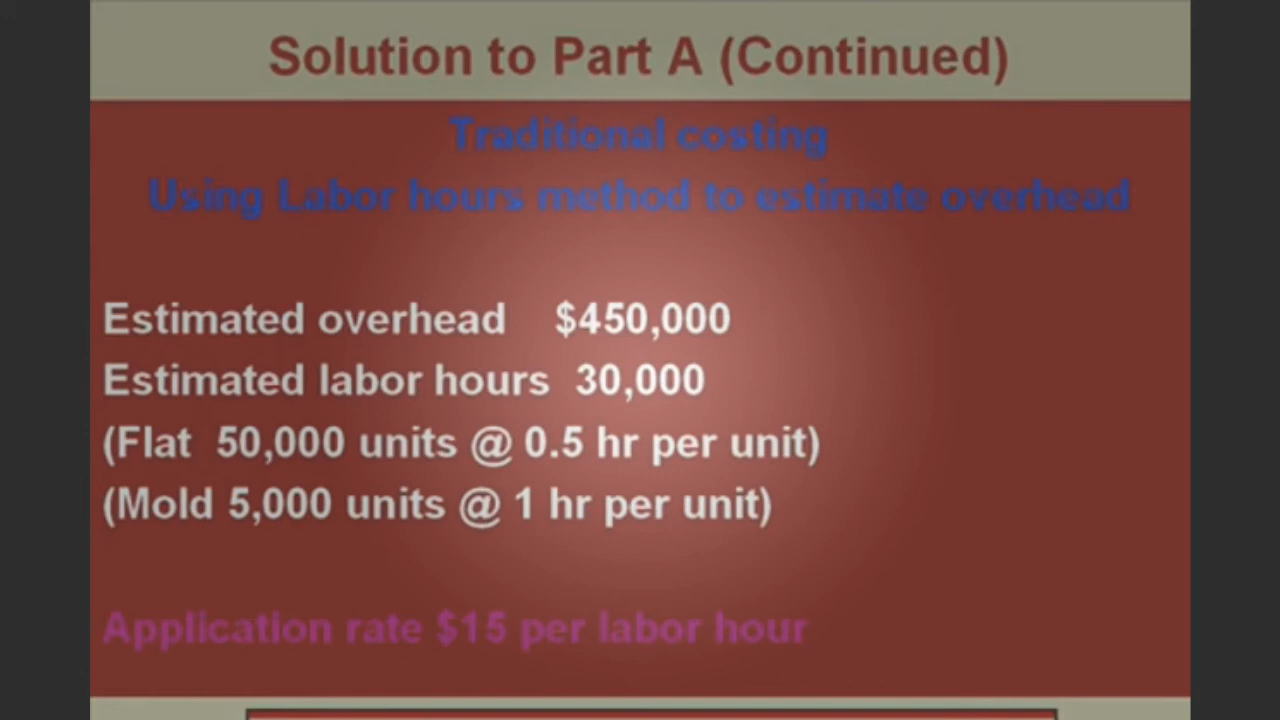 Solution to Part A (Continued)
Traditional costing
Using Labor hours method to estimate overhead
Estimated overhead $450,000
Estimated labor hours 30,000
(Flat 50,000 units @ 0.5 hr per unit)
(Mold 5,000 units @ 1 hr per unit)
Application rate $15 per labor hour